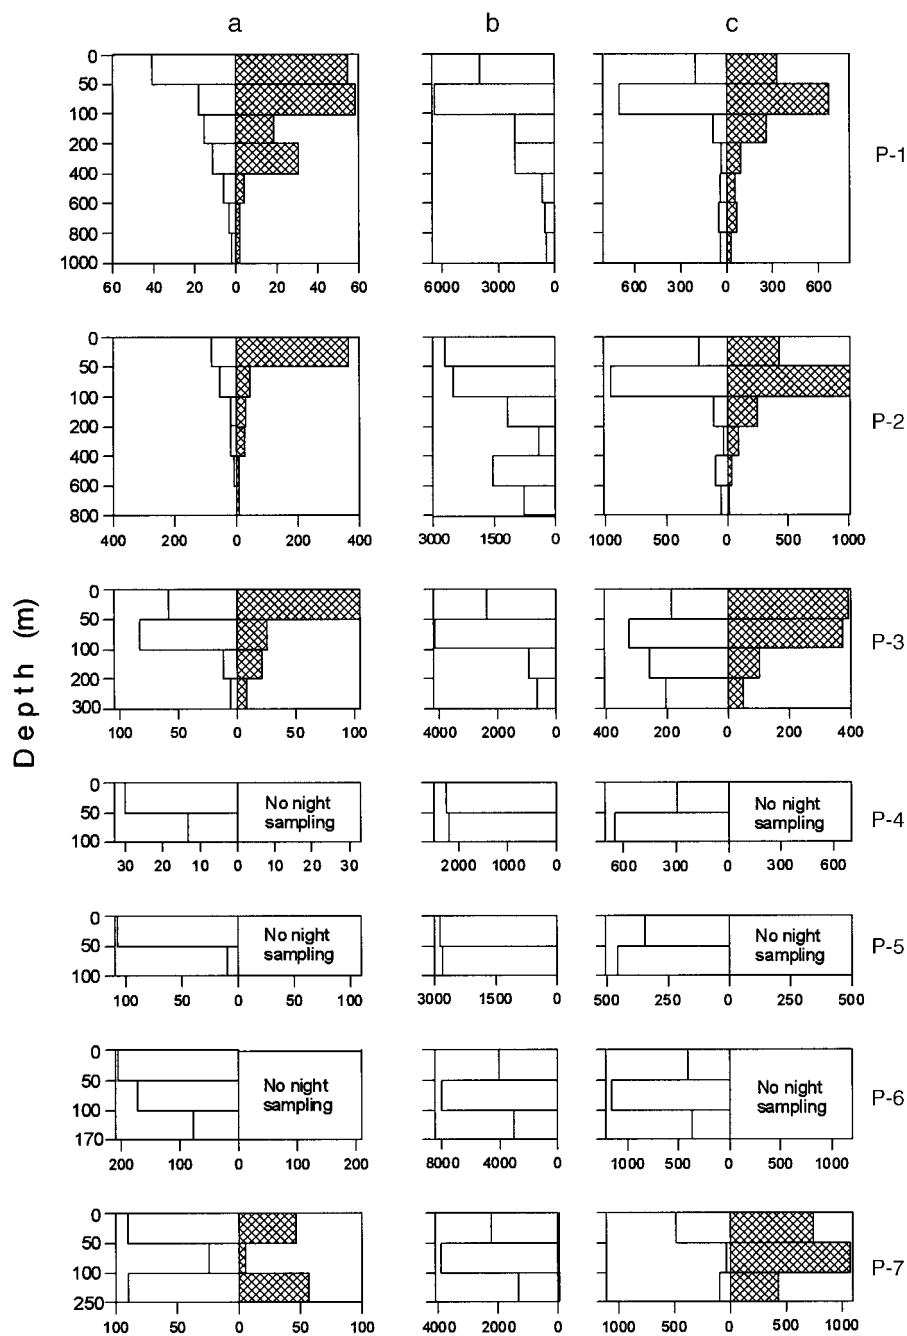 a b c
0
50
100
200
400
600
800
1000
60 40 20 0 20 40 60
6000 3000 0
600 300 0 300 600
P-1
0
50
100
200
400
600
800
400 200 0 200 400
3000 1500 0
1000 500 0 500 1000
P-2
Depth (m)
0
50
100
200
300
100 50 0 50 100
4000 2000 0
400 200 0 200 400
P-3
0
50
100
No night
sampling
No night
sampling
30 20 10 0 10 20 30
2000 1000 0
600 300 0 300 600
P-4
0
50
100
No night
sampling
No night
sampling
100 50 0 50 100
3000 1500 0
500 250 0 250 500
P-5
0
50
100
170
No night
sampling
No night
sampling
200 100 0 100 200
8000 4000 0
1000 500 0 500 1000
P-6
0
50
100
250
100 50 0 50 100
4000 2000 0
1000 500 0 500 1000
P-7